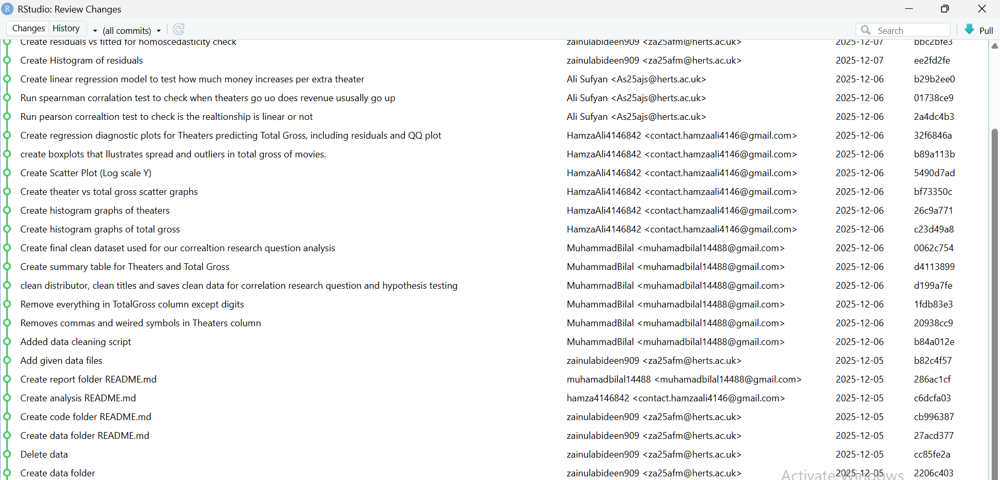 R RStudio: Review Changes
Changes History (all commits) Search Pull
Create residuals vs fitted for homoscedasticity check zainulabideen909 <za25afm@herts.ac.uk> 2025-12-07 bbc2bfe3
Create Histogram of residuals zainulabideen909 <za25afm@herts.ac.uk> 2025-12-07 ee2fd2fe
Create linear regression model to test how much money increases per extra theater Ali Sufyan <As25ajs@herts.ac.uk> 2025-12-06 b29b2ee0
Run spearnman corralation test to check when theaters go uo does revenue ususally go up Ali Sufyan <As25ajs@herts.ac.uk> 2025-12-06 01738ce9
Run pearson correaltion test to check is the realtionship is linear or not Ali Sufyan <As25ajs@herts.ac.uk> 2025-12-06 2a4dc4b3
Create regression diagnostic plots for Theaters predicting Total Gross, including residuals and QQ plot HamzaAli4146842 <contact.hamzaali4146@gmail.com> 2025-12-06 32f6846a
create boxplots that llustrates spread and outliers in total gross of movies. HamzaAli4146842 <contact.hamzaali4146@gmail.com> 2025-12-06 b89a113b
Create Scatter Plot (Log scale Y) HamzaAli4146842 <contact.hamzaali4146@gmail.com> 2025-12-06 5490d7ad
Create theater vs total gross scatter graphs HamzaAli4146842 <contact.hamzaali4146@gmail.com> 2025-12-06 bf73350c
Create histogram graphs of theaters HamzaAli4146842 <contact.hamzaali4146@gmail.com> 2025-12-06 26c9a771
Create histogram graphs of total gross HamzaAli4146842 <contact.hamzaali4146@gmail.com> 2025-12-06 c23d49a8
Create final clean dataset used for our correaltion research question analysis MuhammadBilal <muhamadbilal14488@gmail.com> 2025-12-06 0062c754
Create summary table for Theaters and Total Gross MuhammadBilal <muhamadbilal14488@gmail.com> 2025-12-06 d4113899
clean distributor, clean titles and saves clean data for correlation research question and hypothesis testing MuhammadBilal <muhamadbilal14488@gmail.com> 2025-12-06 d199a7fe
Remove everything in TotalGross column except digits MuhammadBilal <muhamadbilal14488@gmail.com> 2025-12-06 1fdb83e3
Removes commas and weired symbols in Theaters column MuhammadBilal <muhamadbilal14488@gmail.com> 2025-12-06 20938cc9
Added data cleaning script MuhammadBilal <muhamadbilal14488@gmail.com> 2025-12-06 b84a012e
Add given data files zainulabideen909 <za25afm@herts.ac.uk> 2025-12-05 b82c4f57
Create report folder README.md muhamadbilal14488 <muhamadbilal14488@gmail.com> 2025-12-05 286ac1cf
Create analysis README.md hamza4146842 <contact.hamzaali4146@gmail.com> 2025-12-05 c6dcfa03
Create code folder README.md zainulabideen909 <za25afm@herts.ac.uk> 2025-12-05 cb996387
Create data folder README.md zainulabideen909 <za25afm@herts.ac.uk> 2025-12-05 27acd377
Delete data zainulabideen909 <za25afm@herts.ac.uk> 2025-12-05 cc85fe2a
Create data folder zainulabideen909 <za25afm@herts.ac.uk> 2025-12-05 2206c403
Activate Windows